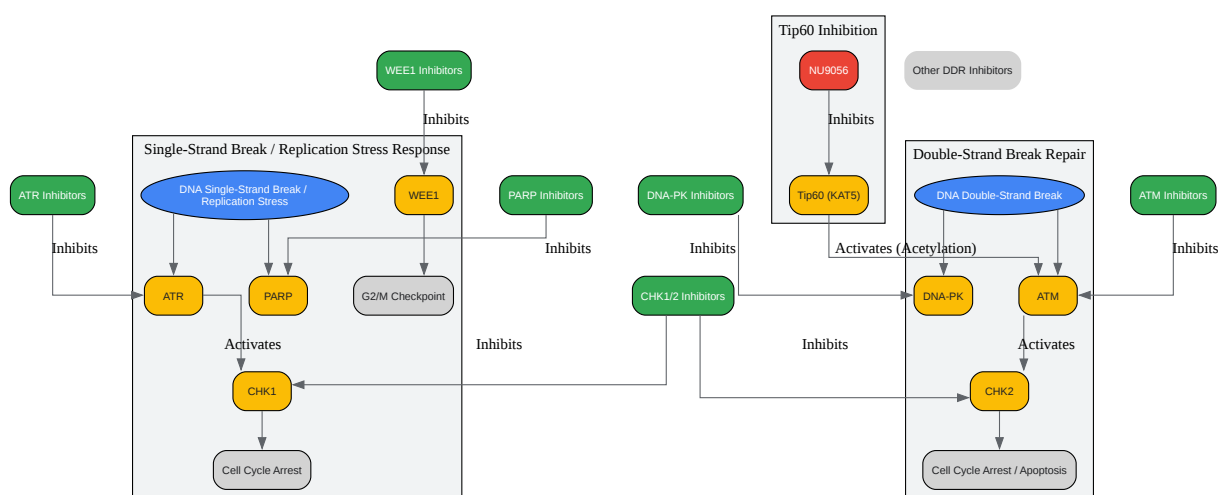 Tip60 Inhibition
WEE1 Inhibitors
NU9056
Other DDR Inhibitors
Inhibits
Inhibits
Single-Strand Break / Replication Stress Response
Double-Strand Break Repair
ATR Inhibitors
DNA Single-Strand Break /
Replication Stress
WEE1
PARP Inhibitors
DNA-PK Inhibitors
Tip60 (KAT5)
DNA Double-Strand Break
ATM Inhibitors
Inhibits
Inhibits
Inhibits
Activates (Acetylation)
Inhibits
ATR
PARP
G2/M Checkpoint
CHK1/2 Inhibitors
DNA-PK
ATM
Activates
Inhibits
Inhibits
Activates
CHK1
CHK2
Cell Cycle Arrest
Cell Cycle Arrest / Apoptosis